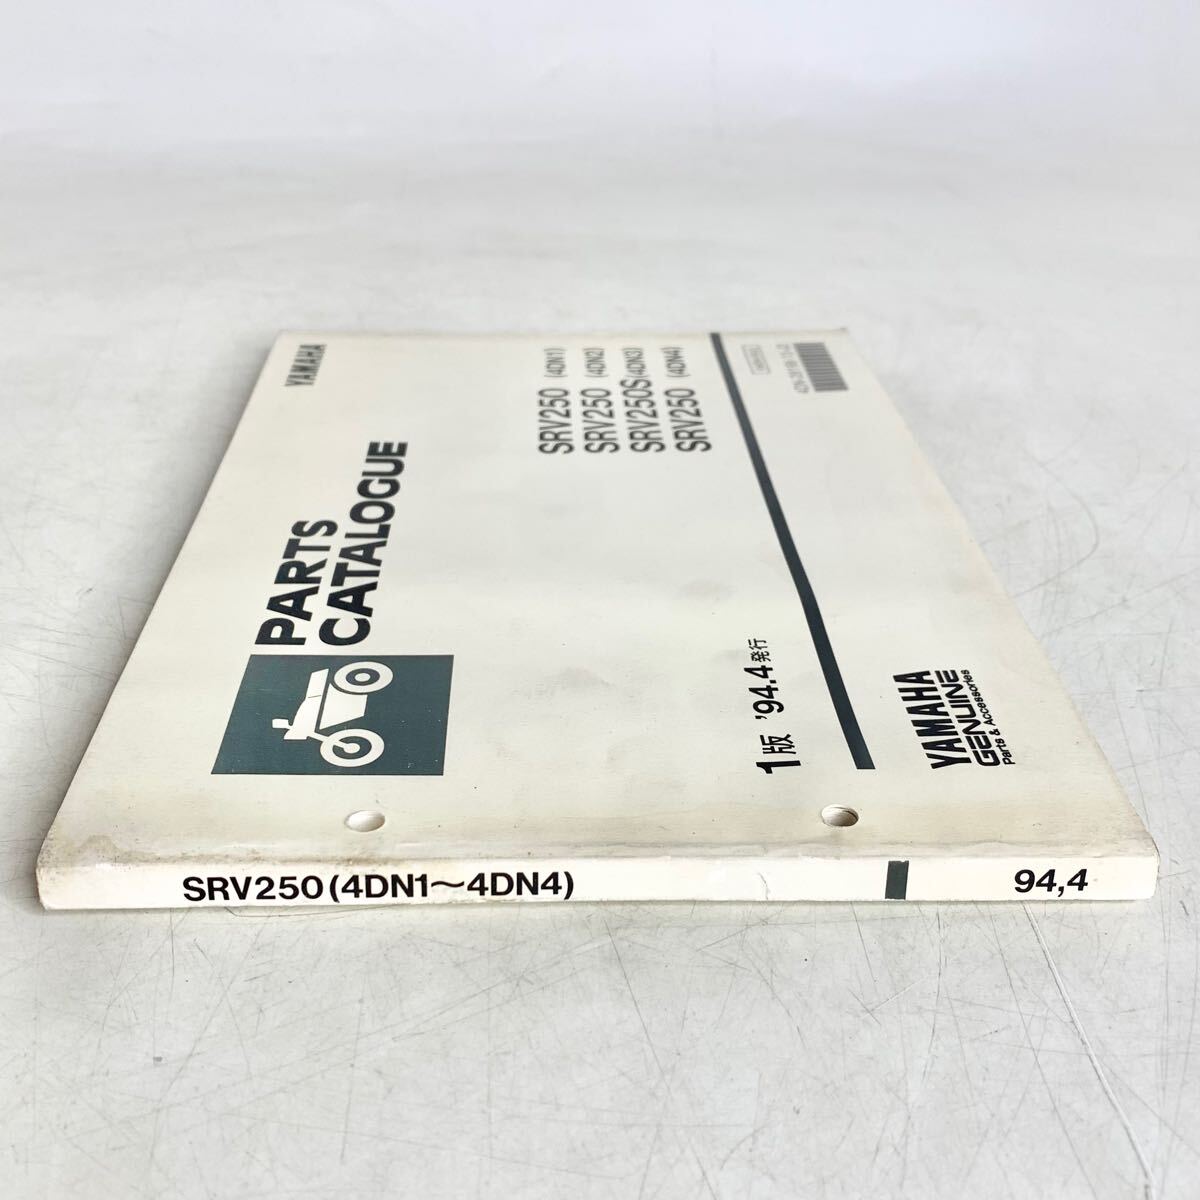 YAMAHA
PARTS
CATALOGUE
SRV250 (4DN1)
SRV250 (4DN2)
SRV250S (4DN3)
SRV250 (4DN4)
1版 '94.4発行
YAMAHA
GENUINE
Parts & Accessories
SRV250(4DN1〜4DN4)
94,4